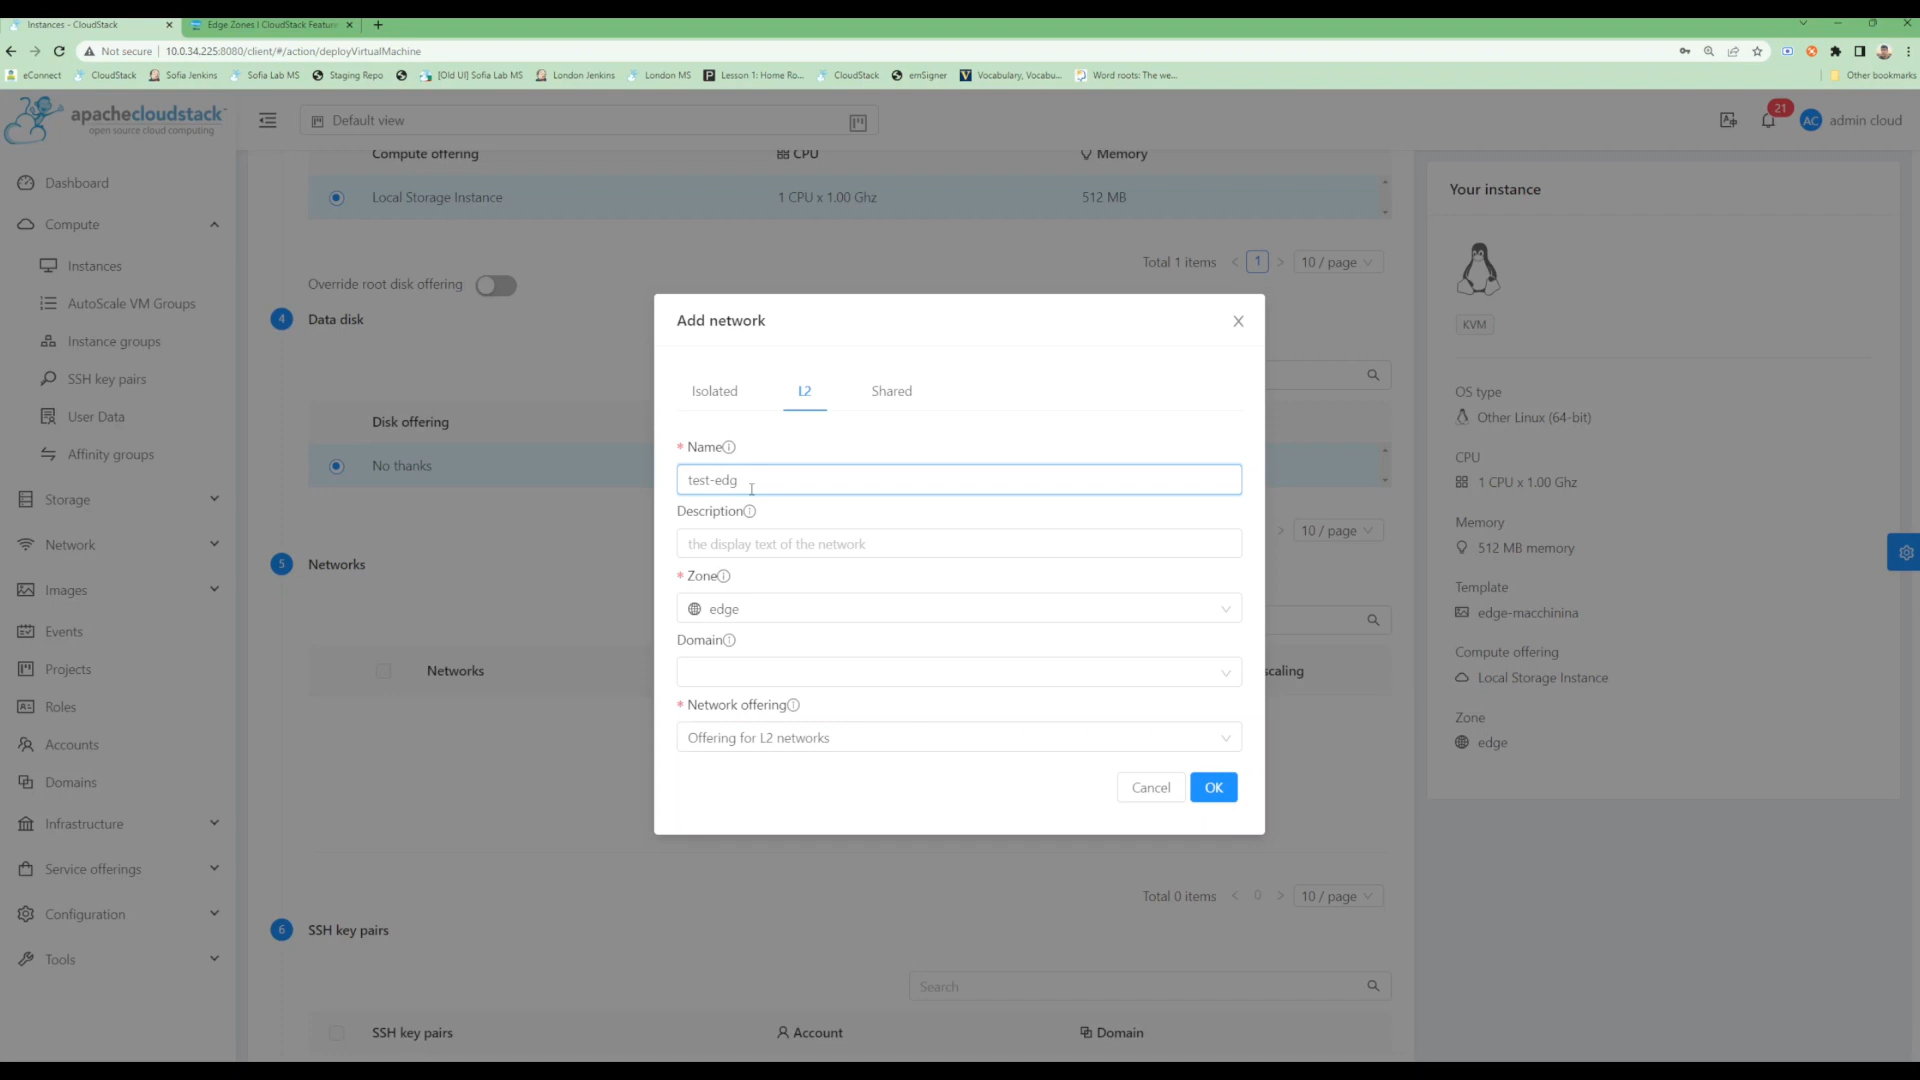 Instances - CloudStack
Edge Zones | CloudStack Feature
Not secure
10.0.34.225:8080/client/#/action/deployVirtualMachine
eConnect
CloudStack
Sofia Jenkins
Sofia Lab MS
Staging Repo
[Old UI] Sofia Lab MS
London Jenkins
London MS
Lesson 1: Home Ro...
CloudStack
emSigner
Vocabulary, Vocabu...
Word roots: The we...
Other bookmarks
apachecloudstack™
open source cloud computing
Default view
21
AC
admin cloud
Dashboard
Compute
Instances
AutoScale VM Groups
Instance groups
SSH key pairs
User Data
Affinity groups
Storage
Network
Images
Events
Projects
Roles
Accounts
Domains
Infrastructure
Service offerings
Configuration
Tools
Compute offering
CPU
Memory
Local Storage Instance
1 CPU x 1.00 Ghz
512 MB
Total 1 items
1
10 / page
Override root disk offering
4
Data disk
Disk offering
No thanks
10 / page
5
Networks
Networks
scaling
Total 0 items
0
10 / page
6
SSH key pairs
Search
SSH key pairs
Account
Domain
Add network
Isolated
L2
Shared
* Name
test-edg
Description
the display text of the network
* Zone
edge
Domain
* Network offering
Offering for L2 networks
Cancel
OK
Your instance
KVM
OS type
Other Linux (64-bit)
CPU
1 CPU x 1.00 Ghz
Memory
512 MB memory
Template
edge-macchinina
Compute offering
Local Storage Instance
Zone
edge